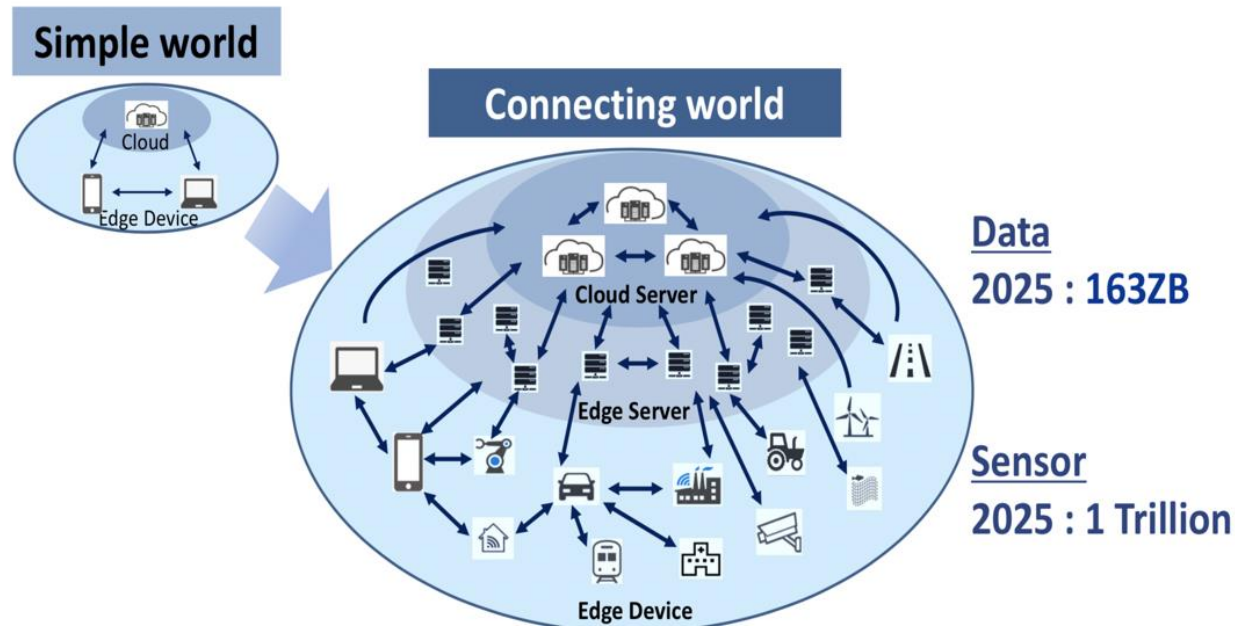 Simple world
Cloud
Edge Device
Connecting world
Cloud Server
Edge Server
Edge Device
Data
2025 : 163ZB
Sensor
2025 : 1 Trillion